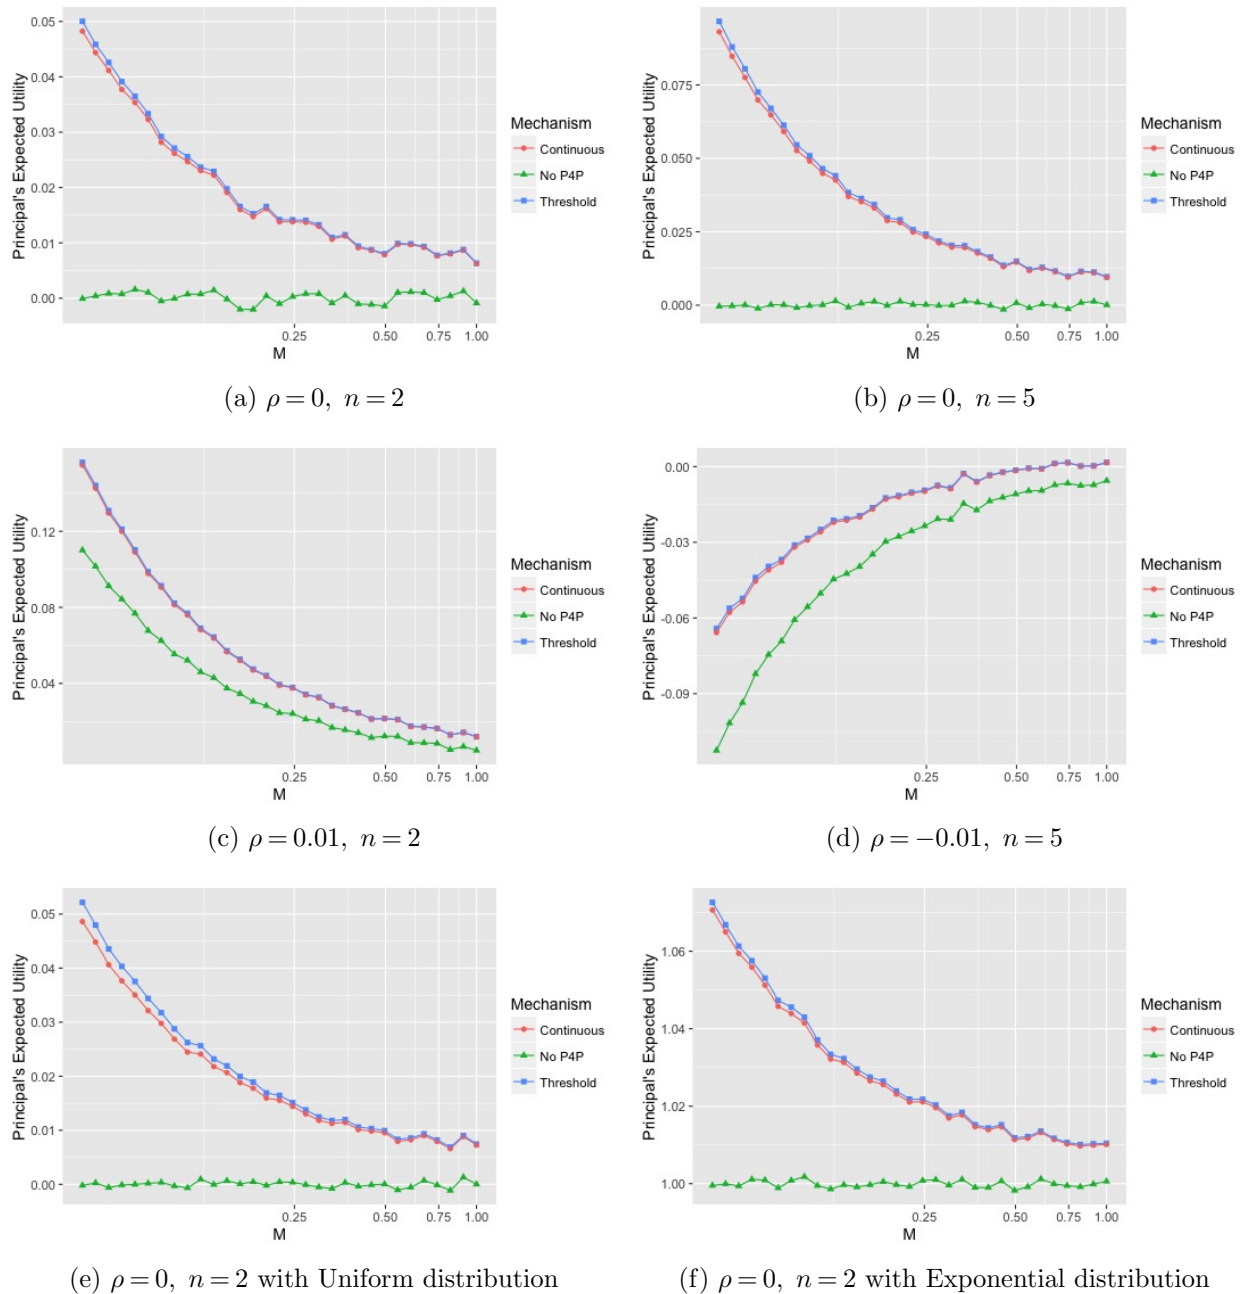 0.05
0.04
0.03
0.02
0.01
0.00
Principal's Expected Utility
0.25
0.50
0.75
1.00
M
Mechanism
Continuous
No P4P
Threshold
(a) ρ = 0, n = 2
0.075
0.050
0.025
0.000
Principal's Expected Utility
0.25
0.50
0.75
1.00
M
Mechanism
Continuous
No P4P
Threshold
(b) ρ = 0, n = 5
0.12
0.08
0.04
Principal's Expected Utility
0.25
0.50
0.75
1.00
M
Mechanism
Continuous
No P4P
Threshold
(c) ρ = 0.01, n = 2
0.00
-0.03
-0.06
-0.09
Principal's Expected Utility
0.25
0.50
0.75
1.00
M
Mechanism
Continuous
No P4P
Threshold
(d) ρ = −0.01, n = 5
0.05
0.04
0.03
0.02
0.01
0.00
Principal's Expected Utility
0.25
0.50
0.75
1.00
M
Mechanism
Continuous
No P4P
Threshold
(e) ρ = 0, n = 2 with Uniform distribution
1.06
1.04
1.02
1.00
Principal's Expected Utility
0.25
0.50
0.75
1.00
M
Mechanism
Continuous
No P4P
Threshold
(f) ρ = 0, n = 2 with Exponential distribution